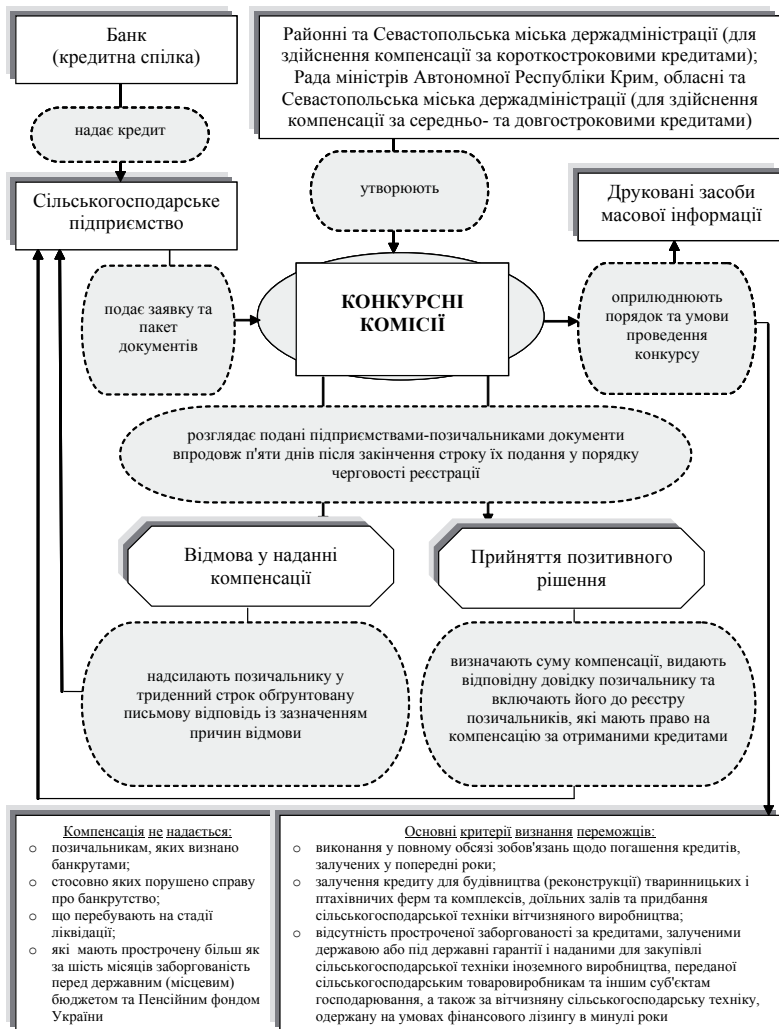 Банк
(кредитна спілка)
Районні та Севастопольська міська держадміністрації (для
здійснення компенсації за короткостроковими кредитами);
Рада міністрів Автономної Республіки Крим, обласні та
Севастопольська міська держадміністрації (для здійснення
компенсації за середньо- та довгостроковими кредитами)
надає кредит
утворюють
Сільськогосподарське
підприємство
Друковані засоби
масової інформації
подає заявку та
пакет
документів
КОНКУРСНІ
КОМІСІЇ
оприлюднюють
порядок та умови
проведення
конкурсу
розглядає подані підприємствами-позичальниками документи
впродовж п'яти днів після закінчення строку їх подання у порядку
черговості реєстрації
Відмова у наданні
компенсації
Прийняття позитивного
рішення
надсилають позичальнику у
триденний строк обґрунтовану
письмову відповідь із зазначенням
причин відмови
визначають суму компенсації, видають
відповідну довідку позичальнику та
включають його до реєстру
позичальників, які мають право на
компенсацію за отриманими кредитами
Компенсація не надається:
o позичальникам, яких визнано
банкрутами;
o стосовно яких порушено справу
про банкрутство;
o що перебувають на стадії
ліквідації;
o які мають прострочену більш як
за шість місяців заборгованість
перед державним (місцевим)
бюджетом та Пенсійним фондом
України
Основні критерії визнання переможців:
o виконання у повному обсязі зобов'язань щодо погашення кредитів,
залучених у попередні роки;
o залучення кредиту для будівництва (реконструкції) тваринницьких і
птахівничих ферм та комплексів, доїльних залів та придбання
сільськогосподарської техніки вітчизняного виробництва;
o відсутність простроченої заборгованості за кредитами, залученими
державою або під державні гарантії і наданими для закупівлі
сільськогосподарської техніки іноземного виробництва, переданої
сільськогосподарським товаровиробникам та іншим суб'єктам
господарювання, а також за вітчизняну сільськогосподарську техніку,
одержану на умовах фінансового лізингу в минулі роки